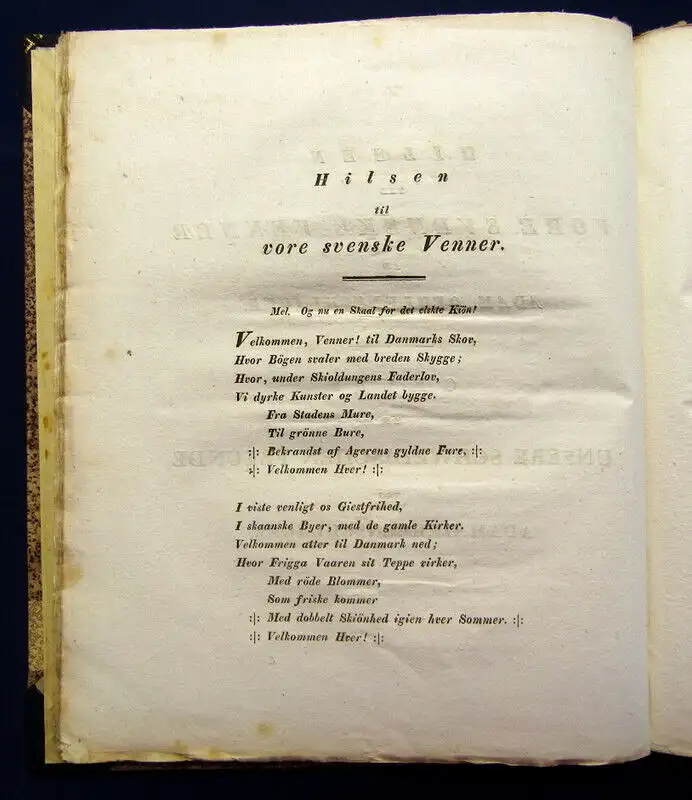 Hilsen
til
vore svenske Venner.
Mel. Og nu en Skaal for det elskte Kiön!
Velkommen, Venner! til Danmarks Skov,
Hvor Bögen svaler med breden Skygge;
Hvor, under Skioldungens Faderlov,
Vi dyrke Kunster og Landet bygge.
Fra Stadens Mure,
Til grönne Bure,
:|: Bekrandst af Agerens gyldne Fure. :|:
:|: Velkommen Hver! :|:
I viste venligt os Giestfrihed,
I skaanske Byer, med de gamle Kirker.
Velkommen atter til Danmark ned;
Hvor Frigga Vaaren sit Teppe virker,
Med röde Blommer,
Som friske kommer
:|: Med dobbelt Skiönhed igien hver Sommer. :|:
:|: Velkommen Hver! :|: